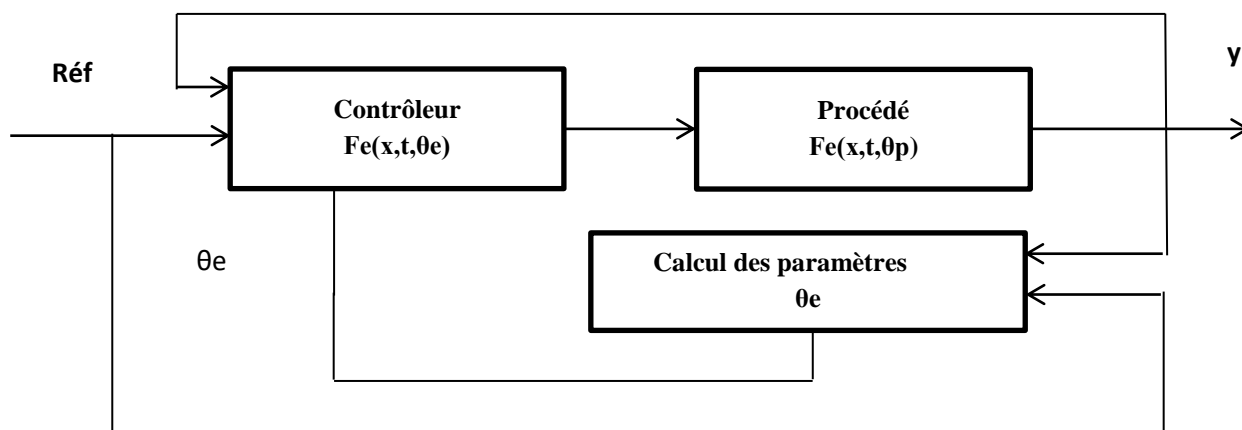 Réf
y
Contrôleur
Fe(x,t,θe)
Procédé
Fe(x,t,θp)
θe
Calcul des paramètres
θe